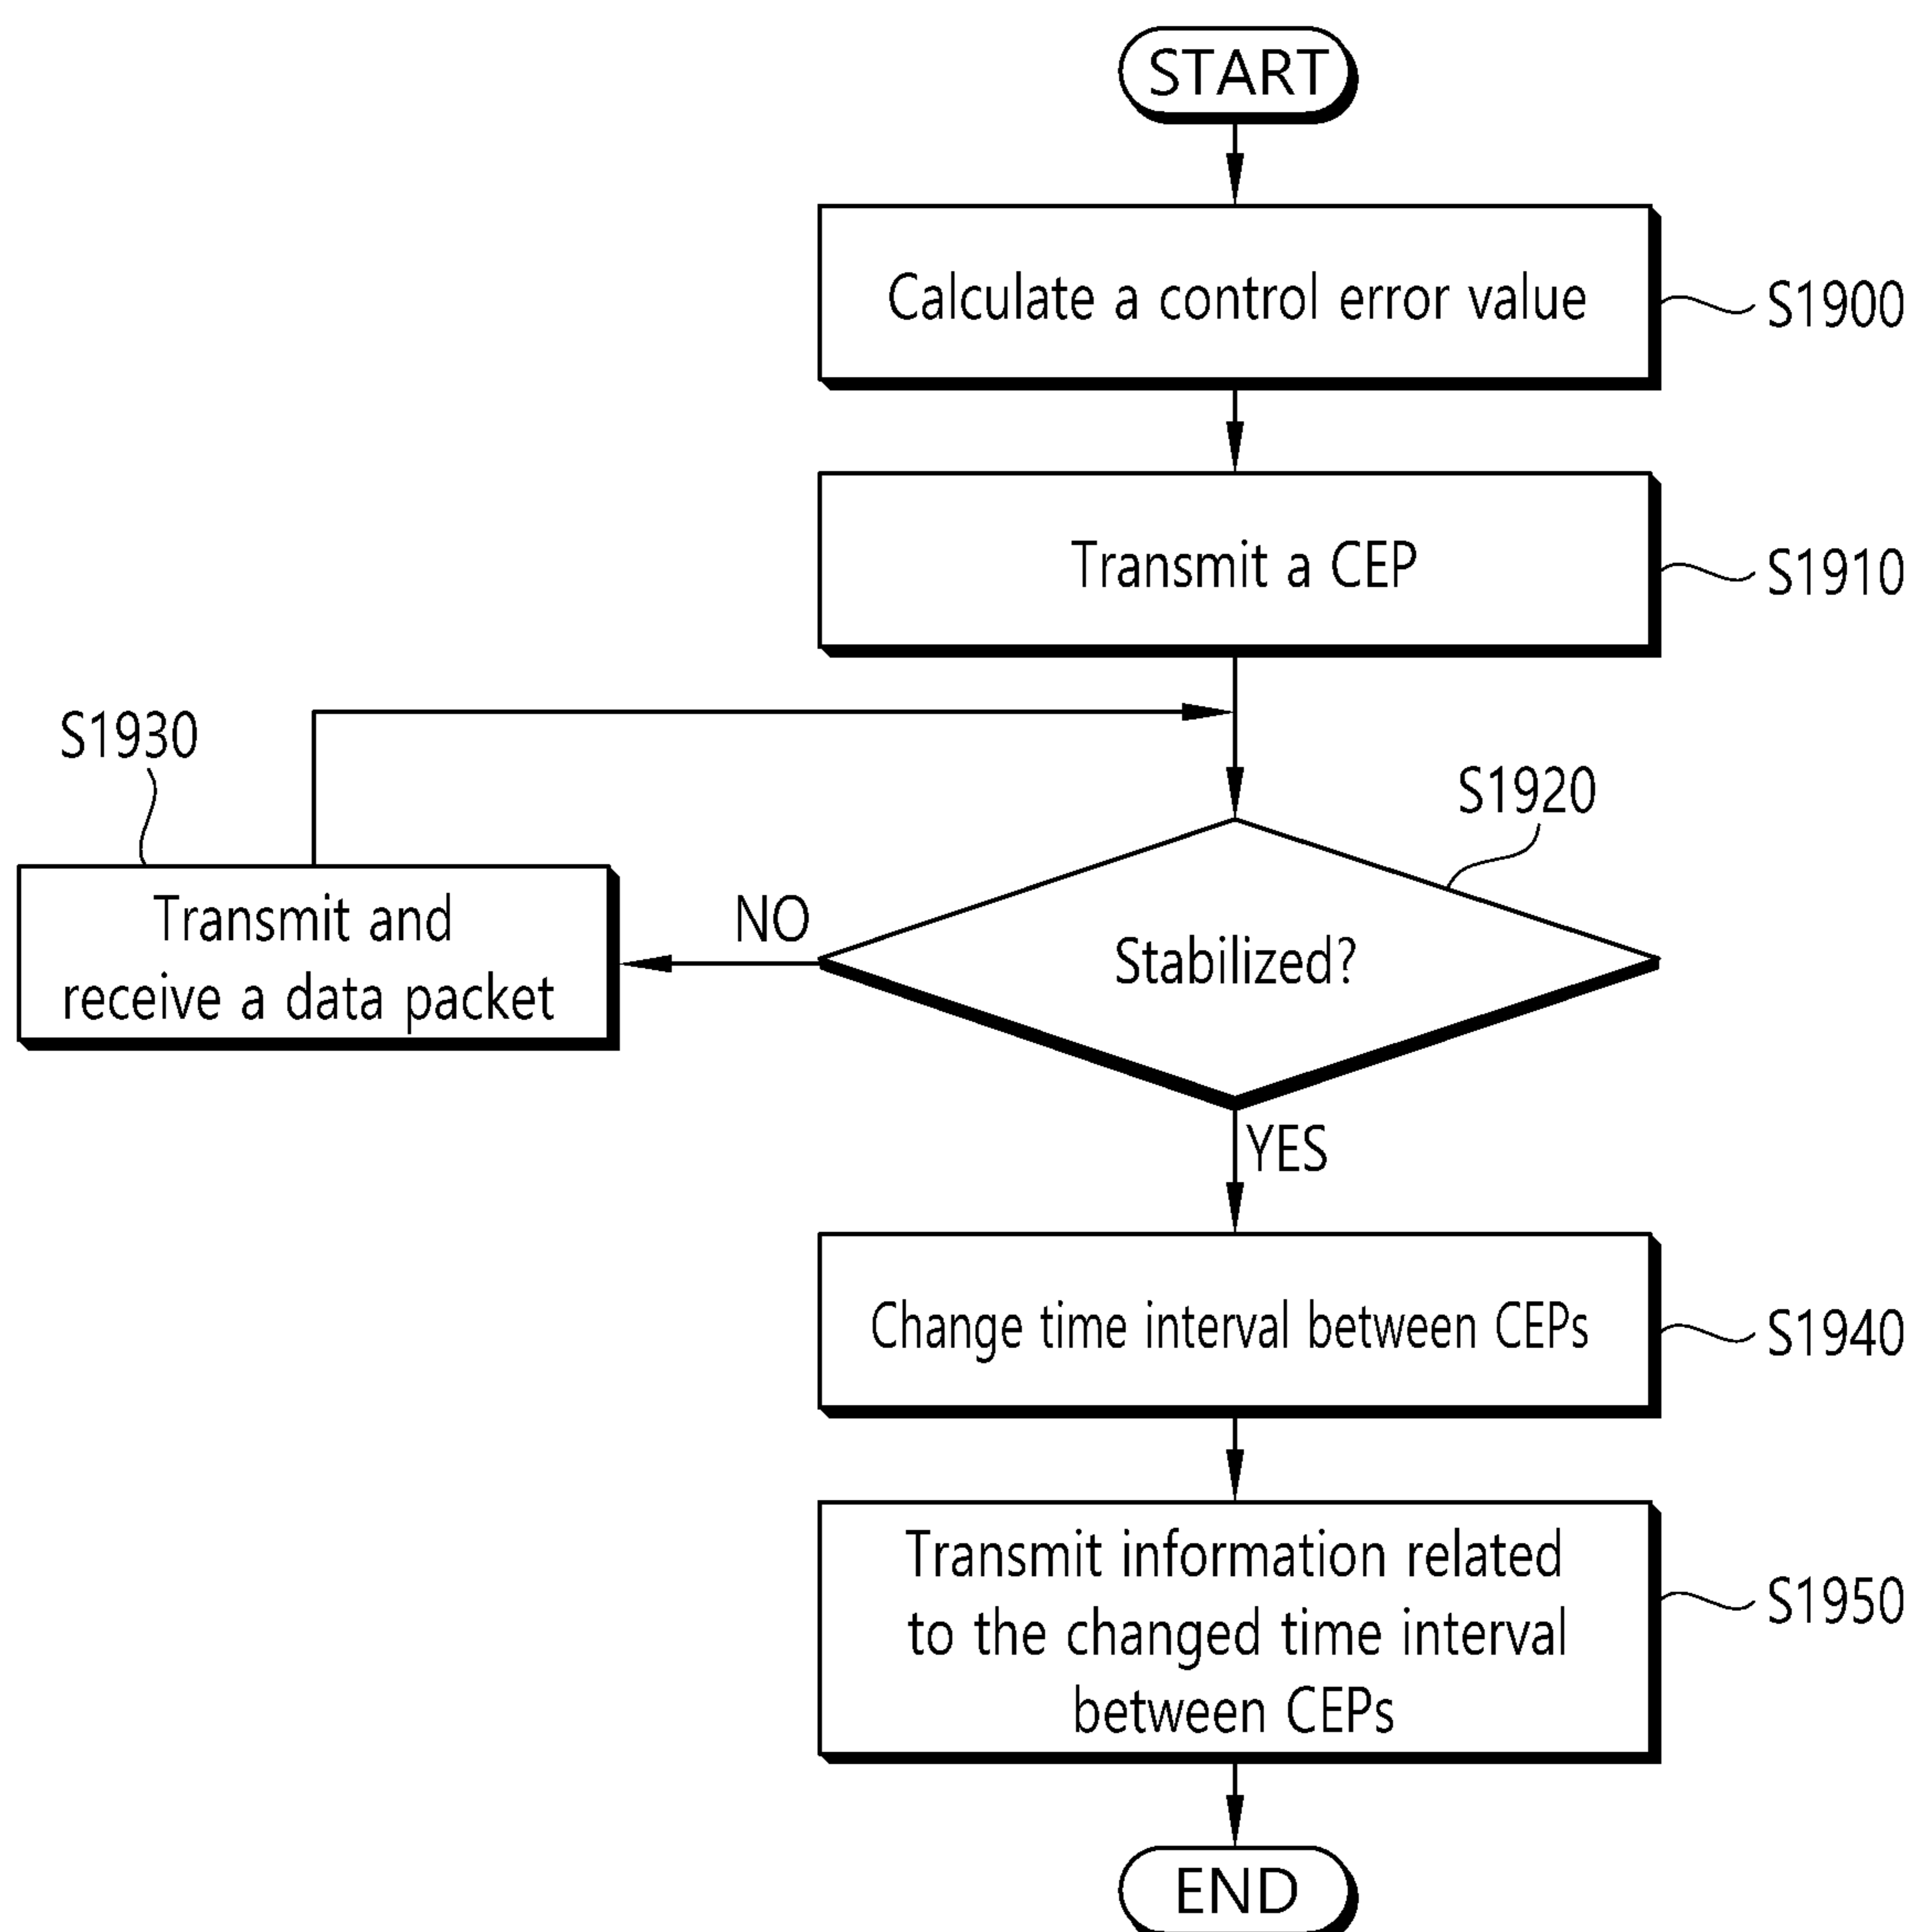 START
Calculate a control error value
S1900
Transmit a CEP
S1910
S1930
S1920
Transmit and
receive a data packet
NO
Stabilized?
YES
Change time interval between CEPs
S1940
Transmit information related
to the changed time interval
between CEPs
S1950
END